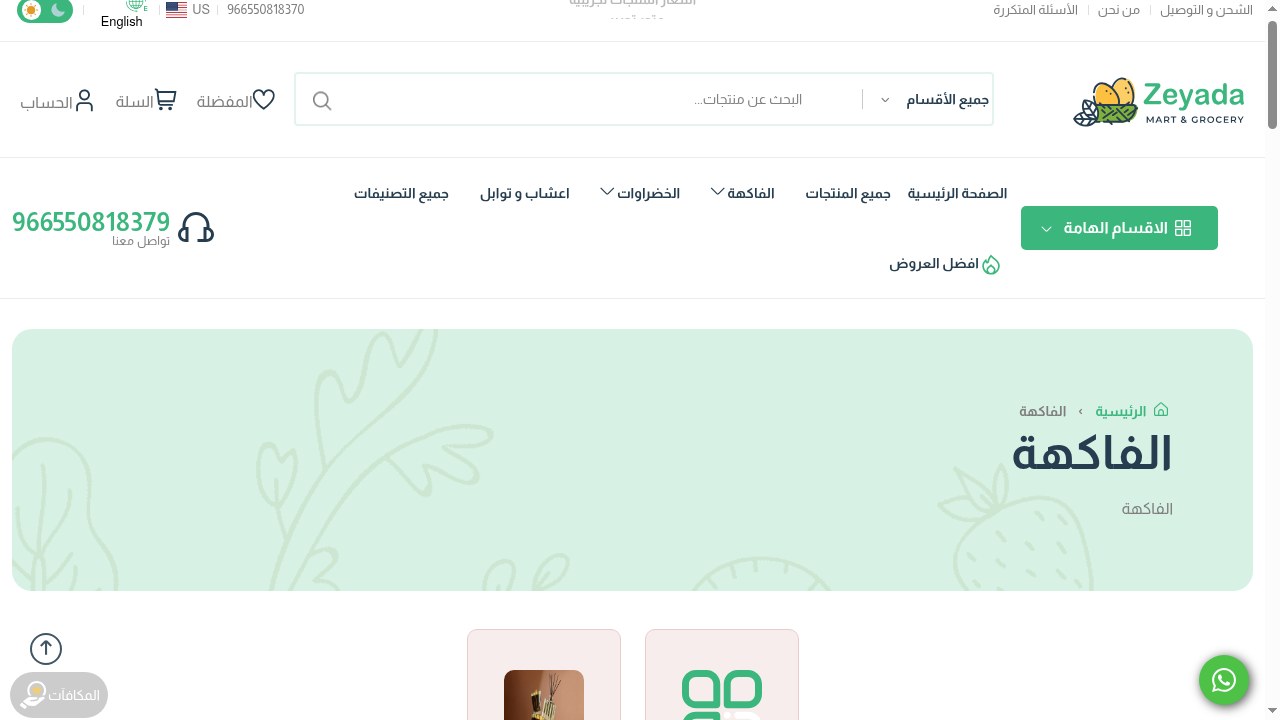 الشحن و التوصيل
من نحن
الأسئلة المتكررة
966550818370
US
English
Zeyada
MART & GROCERY
جميع الأقسام
البحث عن منتجات...
المفضلة
السلة
الحساب
الاقسام الهامة
الصفحة الرئيسية
جميع المنتجات
الفاكهة
الخضراوات
اعشاب و توابل
جميع التصنيفات
افضل العروض
966550818379
تواصل معنا
الرئيسية › الفاكهة
الفاكهة
الفاكهة
المكافآت